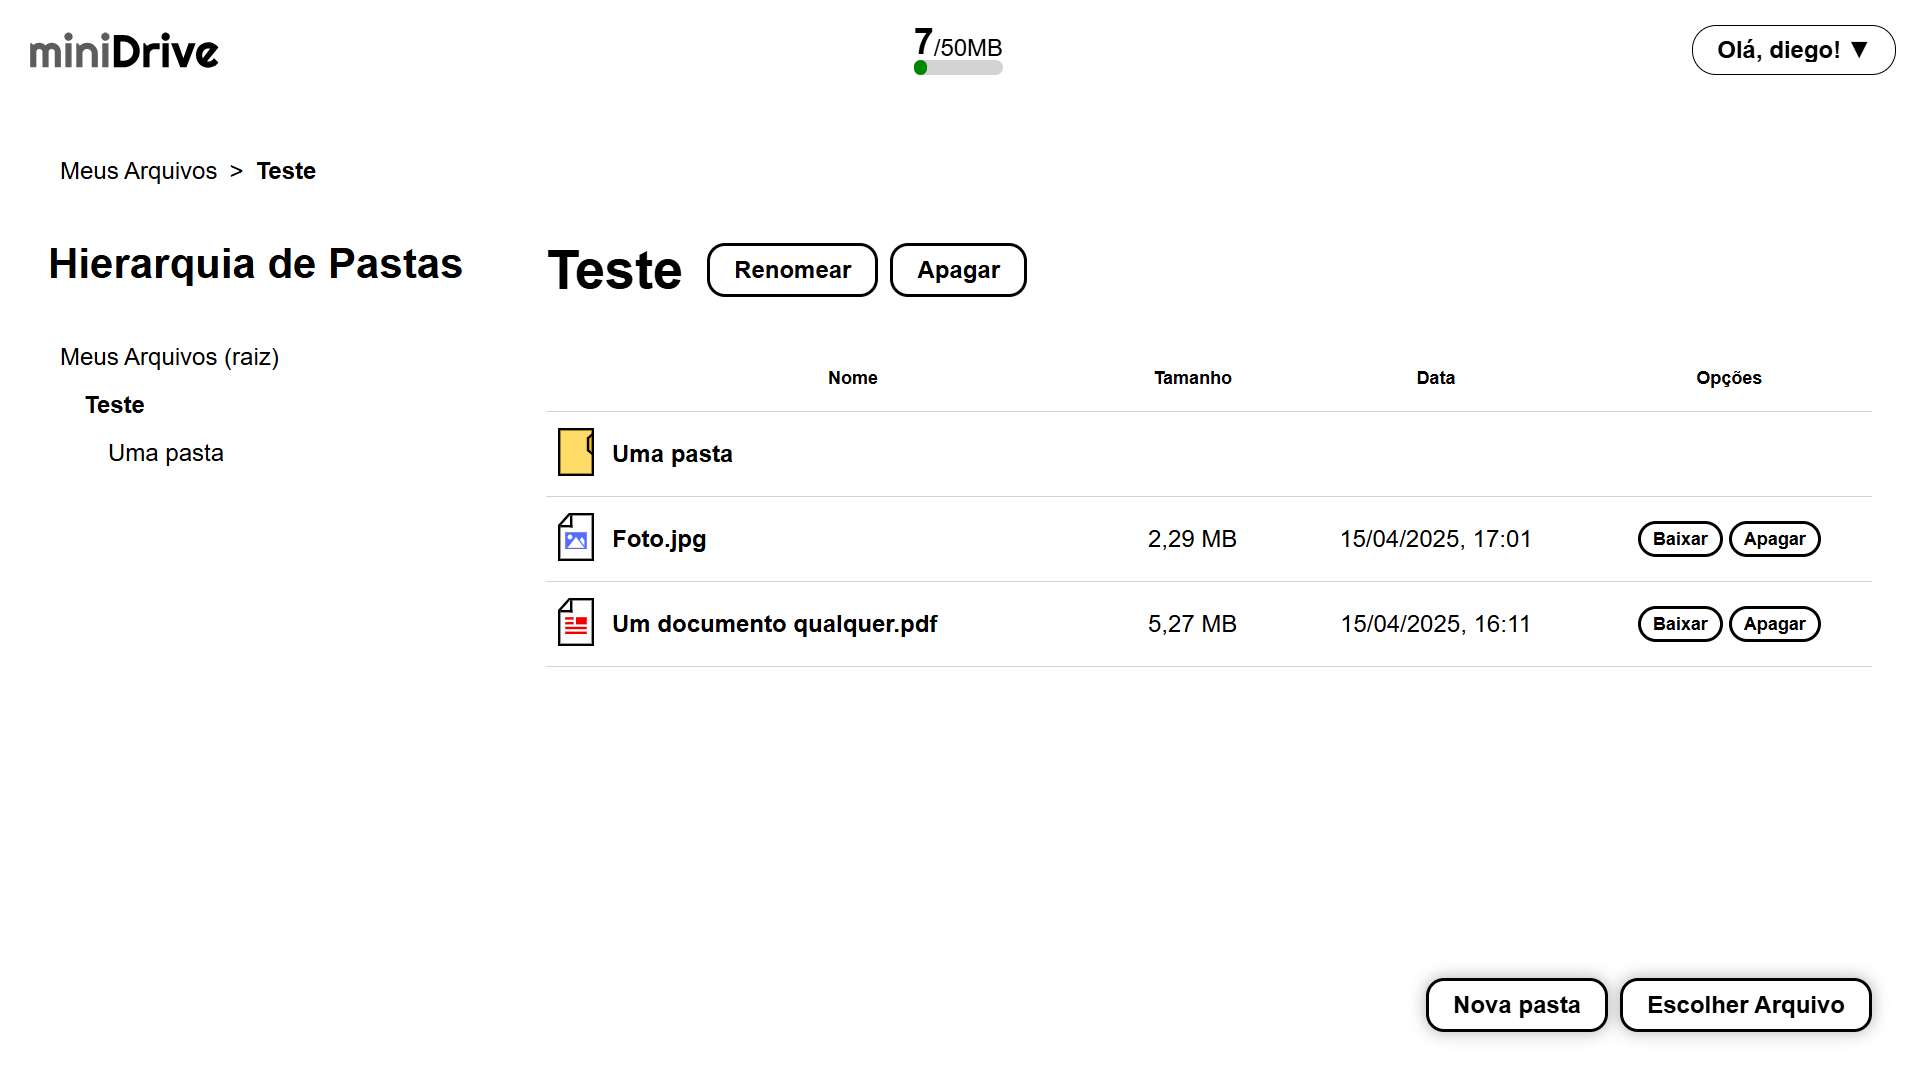 miniDrive
7/50MB
Olá, diego! ▼
Meus Arquivos > Teste
Hierarquia de Pastas
Meus Arquivos (raiz)
Teste
Uma pasta
Teste
Renomear
Apagar
Nome Tamanho Data Opções
Uma pasta
Foto.jpg 2,29 MB 15/04/2025, 17:01 Baixar Apagar
Um documento qualquer.pdf 5,27 MB 15/04/2025, 16:11 Baixar Apagar
Nova pasta
Escolher Arquivo